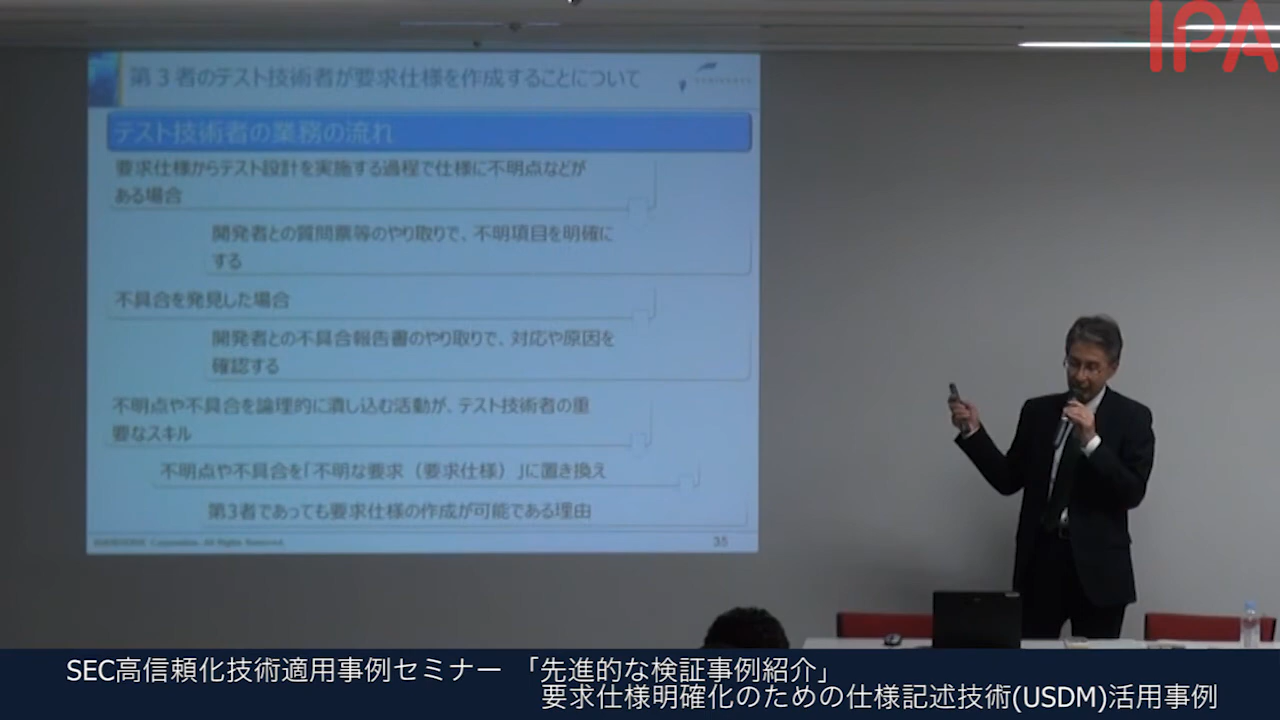 IPA
第3者のテスト技術者が要求仕様を作成することについて
テスト技術者の業務の流れ
要求仕様からテスト設計を実施する過程で仕様に不明点などが
ある場合
開発者との質問票等のやり取りで、不明項目を明確に
する
不具合を発見した場合
開発者との不具合報告書のやり取りで、対応や原因を
確認する
不明点や不具合を論理的に潰し込む活動が、テスト技術者の重
要なスキル
不明点や不具合を「不明な要求（要求仕様）」に置き換え
第3者であっても要求仕様の作成が可能である理由
Corporation. All Rights Reserved.
35
SEC高信頼化技術適用事例セミナー 「先進的な検証事例紹介」
要求仕様明確化のための仕様記述技術(USDM)活用事例